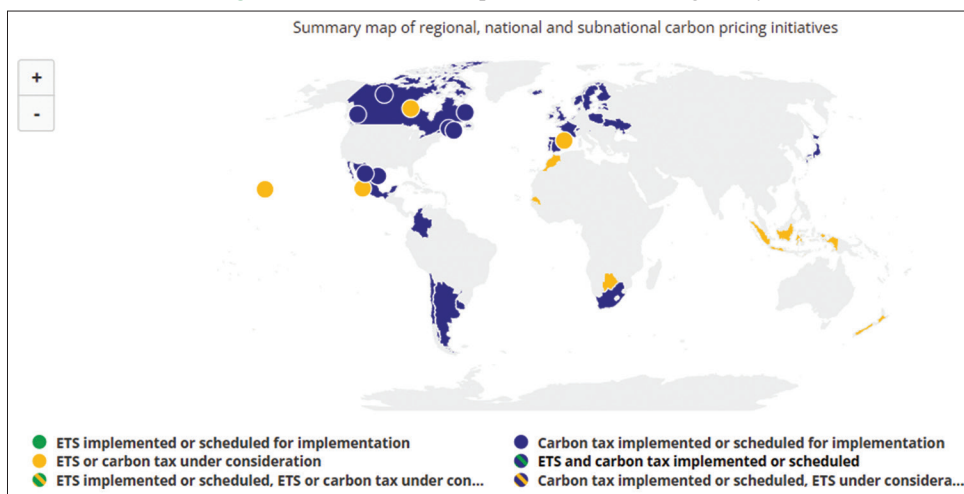 Summary map of regional, national and subnational carbon pricing initiatives
+
-
ETS implemented or scheduled for implementation
Carbon tax implemented or scheduled for implementation
ETS or carbon tax under consideration
ETS and carbon tax implemented or scheduled
ETS implemented or scheduled, ETS or carbon tax under con...
Carbon tax implemented or scheduled, ETS under considera...